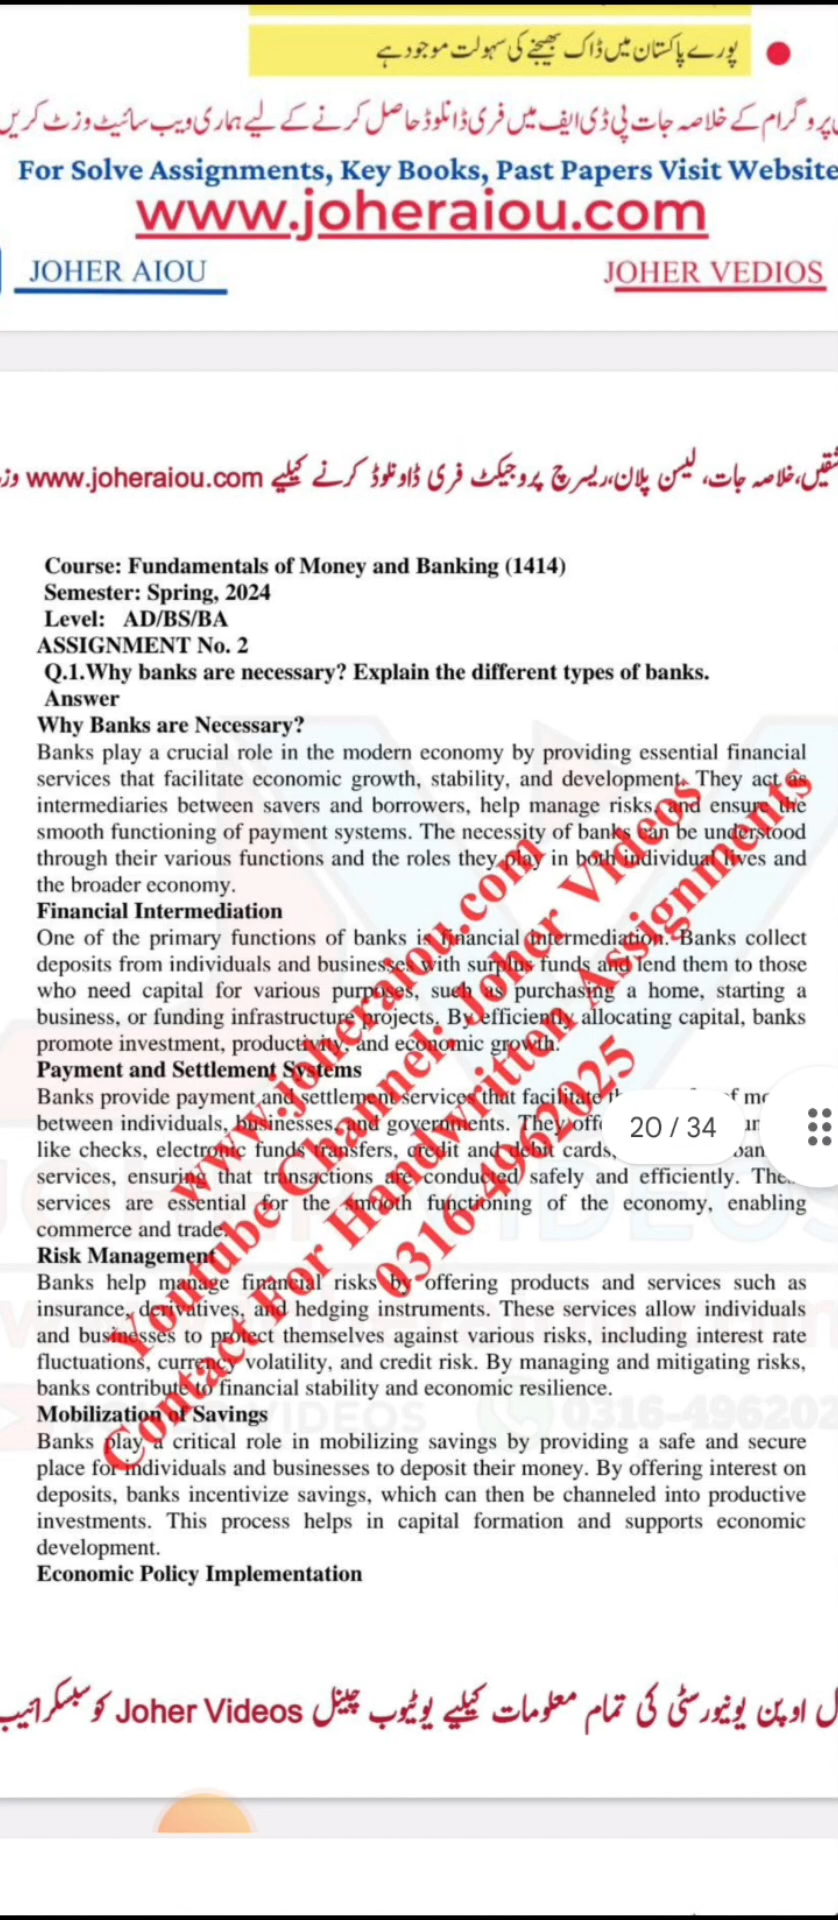 پورے پاکستان میں ڈاک بھیجنے کی سہولت موجود ہے
پروگرام کے خلاصہ جات پی ڈی ایف میں فری ڈانلوڈ حاصل کرنے کے لیے ہماری ویب سائیٹ وزٹ کریں
For Solve Assignments, Key Books, Past Papers Visit Website
www.joheraiou.com
JOHER AIOU
JOHER VEDIOS
خلاصہ جات، لیسن پلان، ریسرچ پروجیکٹ فری ڈاونلوڈ کرنے کیلیے www.joheraiou.com
Course: Fundamentals of Money and Banking (1414)
Semester: Spring, 2024
Level: AD/BS/BA
ASSIGNMENT No. 2
Q.1.Why banks are necessary? Explain the different types of banks.
Answer
Why Banks are Necessary?
Banks play a crucial role in the modern economy by providing essential financial
services that facilitate economic growth, stability, and development. They act as
intermediaries between savers and borrowers, help manage risks, and ensure the
smooth functioning of payment systems. The necessity of banks can be understood
through their various functions and the roles they play in both individual lives and
the broader economy.
Financial Intermediation
One of the primary functions of banks is financial intermediation. Banks collect
deposits from individuals and businesses with surplus funds and lend them to those
who need capital for various purposes, such as purchasing a home, starting a
business, or funding infrastructure projects. By efficiently allocating capital, banks
promote investment, productivity, and economic growth.
Payment and Settlement Systems
Banks provide payment and settlement services that facilitate
between individuals, businesses, and governments. They
like checks, electronic funds transfers, credit and debit cards,
services, ensuring that transactions are conducted safely and efficiently.
services are essential for the smooth functioning of the economy, enabling
commerce and trade.
20 / 34
Risk Management
Banks help manage financial risks by offering products and services such as
insurance, derivatives, and hedging instruments. These services allow individuals
and businesses to protect themselves against various risks, including interest rate
fluctuations, currency volatility, and credit risk. By managing and mitigating risks,
banks contribute to financial stability and economic resilience.
Mobilization of Savings
Banks play a critical role in mobilizing savings by providing a safe and secure
place for individuals and businesses to deposit their money. By offering interest on
deposits, banks incentivize savings, which can then be channeled into productive
investments. This process helps in capital formation and supports economic
development.
Economic Policy Implementation
www.joheraiou.com
Youtube Channel: Joher Videos
Contact For Handwritten Assignments
0316-4962025
اوپن یونیورسٹی کی تمام معلومات کیلیے یوٹیوب چینل Joher Videos کو سبسکرائیب